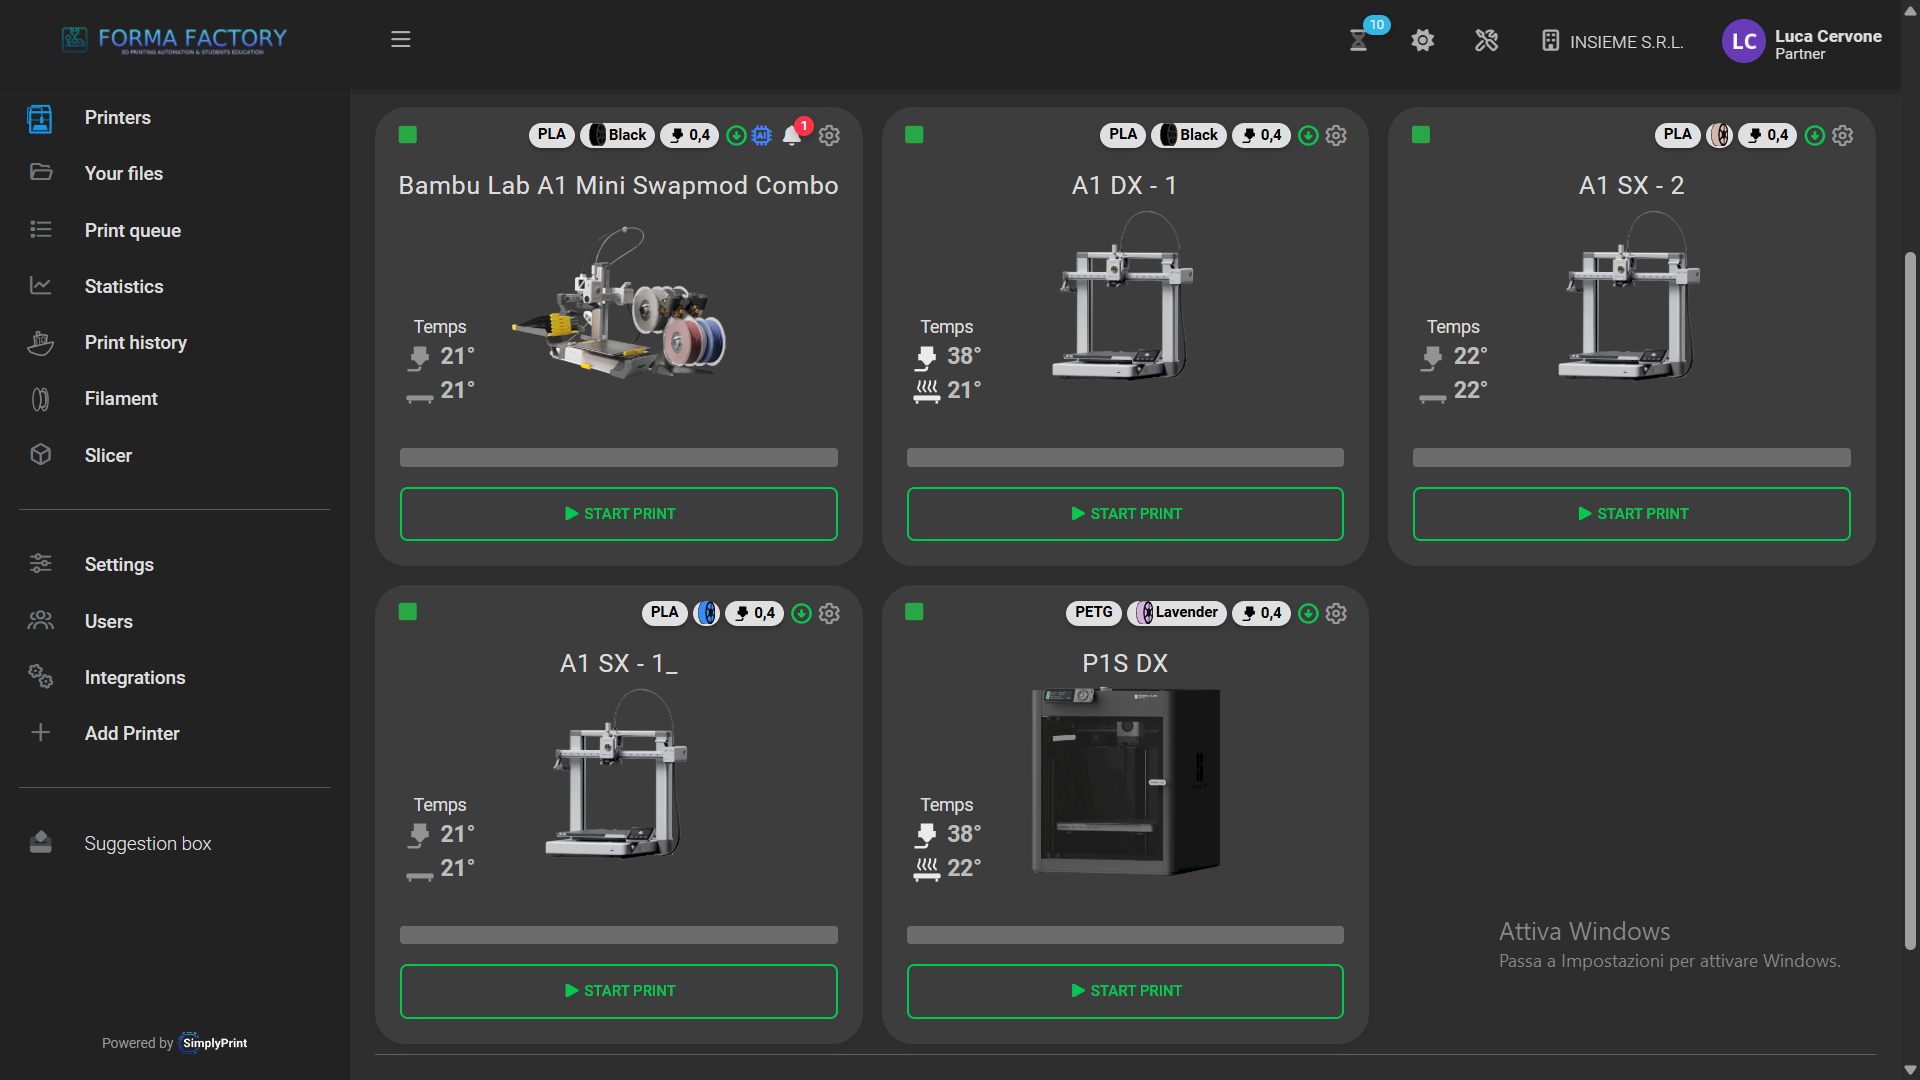 FORMA FACTORY
3D PRINTING AUTOMATION & STUDENTS EDUCATION
10
INSIEME S.R.L.
LC
Luca Cervone
Partner
Printers
Your files
Print queue
Statistics
Print history
Filament
Slicer
Settings
Users
Integrations
Add Printer
Suggestion box
Powered by SimplyPrint
PLA
Black
0,4
AI
1
Bambu Lab A1 Mini Swapmod Combo
Temps
21°
21°
START PRINT
PLA
Black
0,4
A1 DX - 1
Temps
38°
21°
START PRINT
PLA
0,4
A1 SX - 2
Temps
22°
22°
START PRINT
PLA
0,4
A1 SX - 1_
Temps
21°
21°
START PRINT
PETG
Lavender
0,4
P1S DX
Temps
38°
22°
START PRINT
Attiva Windows
Passa a Impostazioni per attivare Windows.